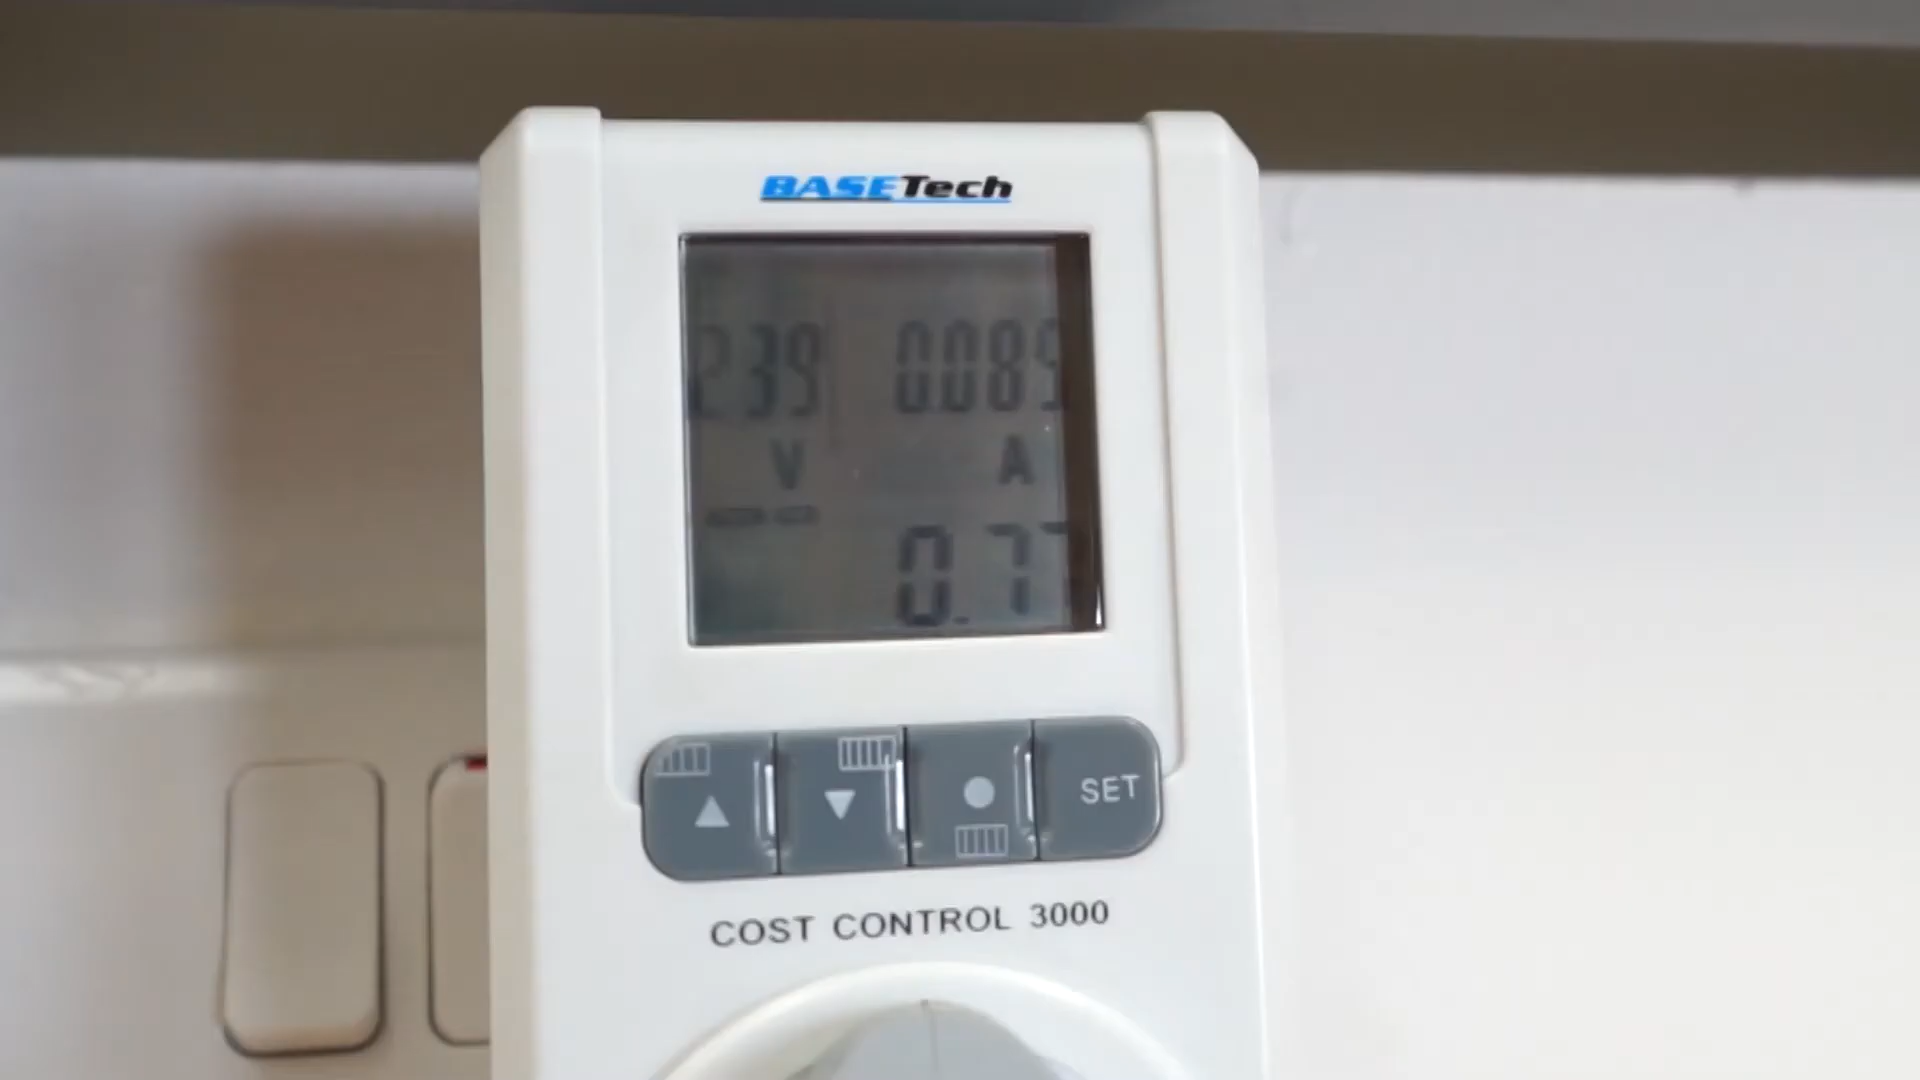 BASETech
239 0.089
V A
-- 0.77
SET
COST CONTROL 3000